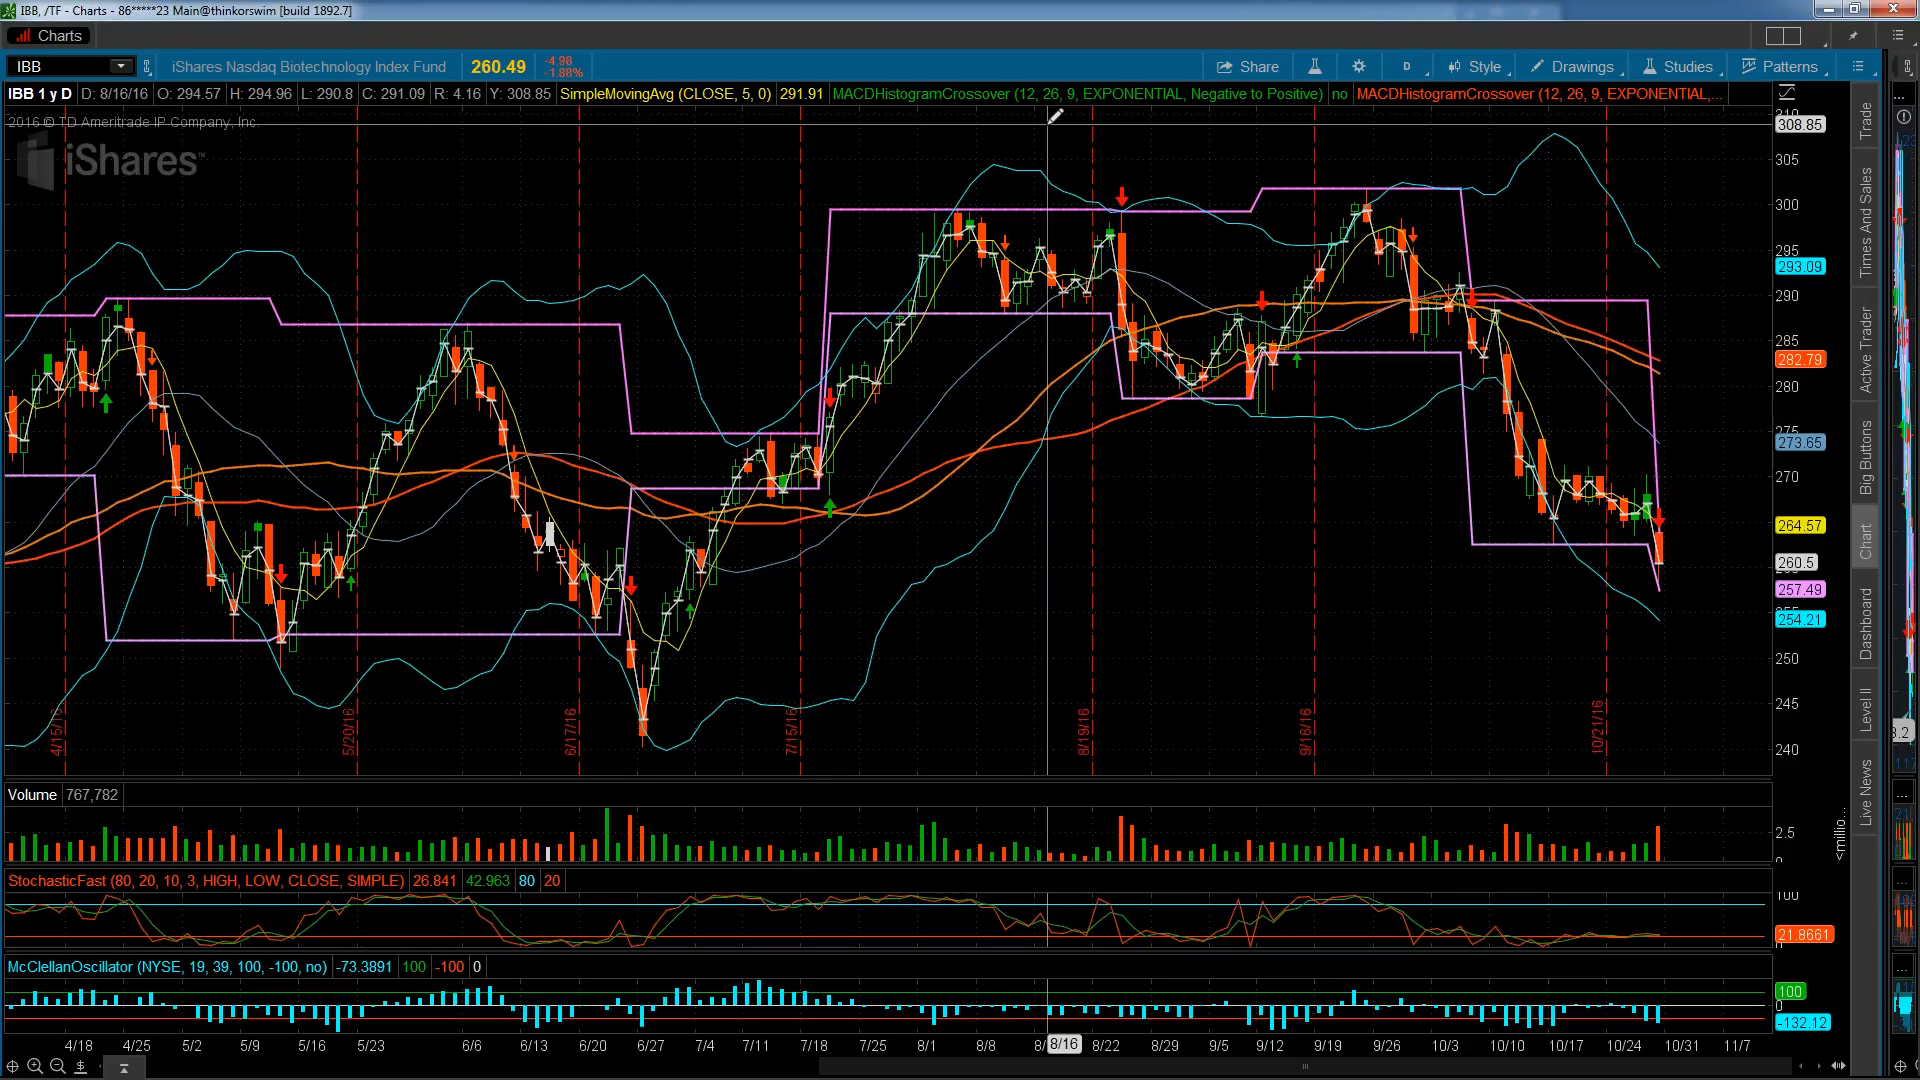 IBB, /TF - Charts - 86*****23 Main@thinkorswim [build 1892.7]
Charts
IBB iShares Nasdaq Biotechnology Index Fund 260.49 -4.98 -1.88% Share D Style Drawings Studies Patterns
IBB 1 y D D: 8/16/16 O: 294.57 H: 294.96 L: 290.8 C: 291.09 R: 4.16 Y: 308.85 SimpleMovingAvg (CLOSE, 5, 0) 291.91 MACDHistogramCrossover (12, 26, 9, EXPONENTIAL, Negative to Positive) no MACDHistogramCrossover (12, 26, 9, EXPONENTIAL,...
2016 © TD Ameritrade IP Company, Inc.
iShares™
308.85
305
300
295
293.09
290
285
282.79
280
275
273.65
270
264.57
260.5
257.49
254.21
250
245
240
4/15/16
5/20/16
6/17/16
7/15/16
8/19/16
9/16/16
10/21/16
Trade
Times And Sales
Active Trader
Big Buttons
Chart
Dashboard
Level II
Live News
Volume 767,782
2.5
<millio...
StochasticFast (80, 20, 10, 3, HIGH, LOW, CLOSE, SIMPLE) 26.841 42.963 80 20
100
21.8661
McClellanOscillator (NYSE, 19, 39, 100, -100, no) -73.3891 100 -100 0
100
0
-132.12
4/18 4/25 5/2 5/9 5/16 5/23 6/6 6/13 6/20 6/27 7/4 7/11 7/18 7/25 8/1 8/8 8/16 8/22 8/29 9/5 9/12 9/19 9/26 10/3 10/10 10/17 10/24 10/31 11/7